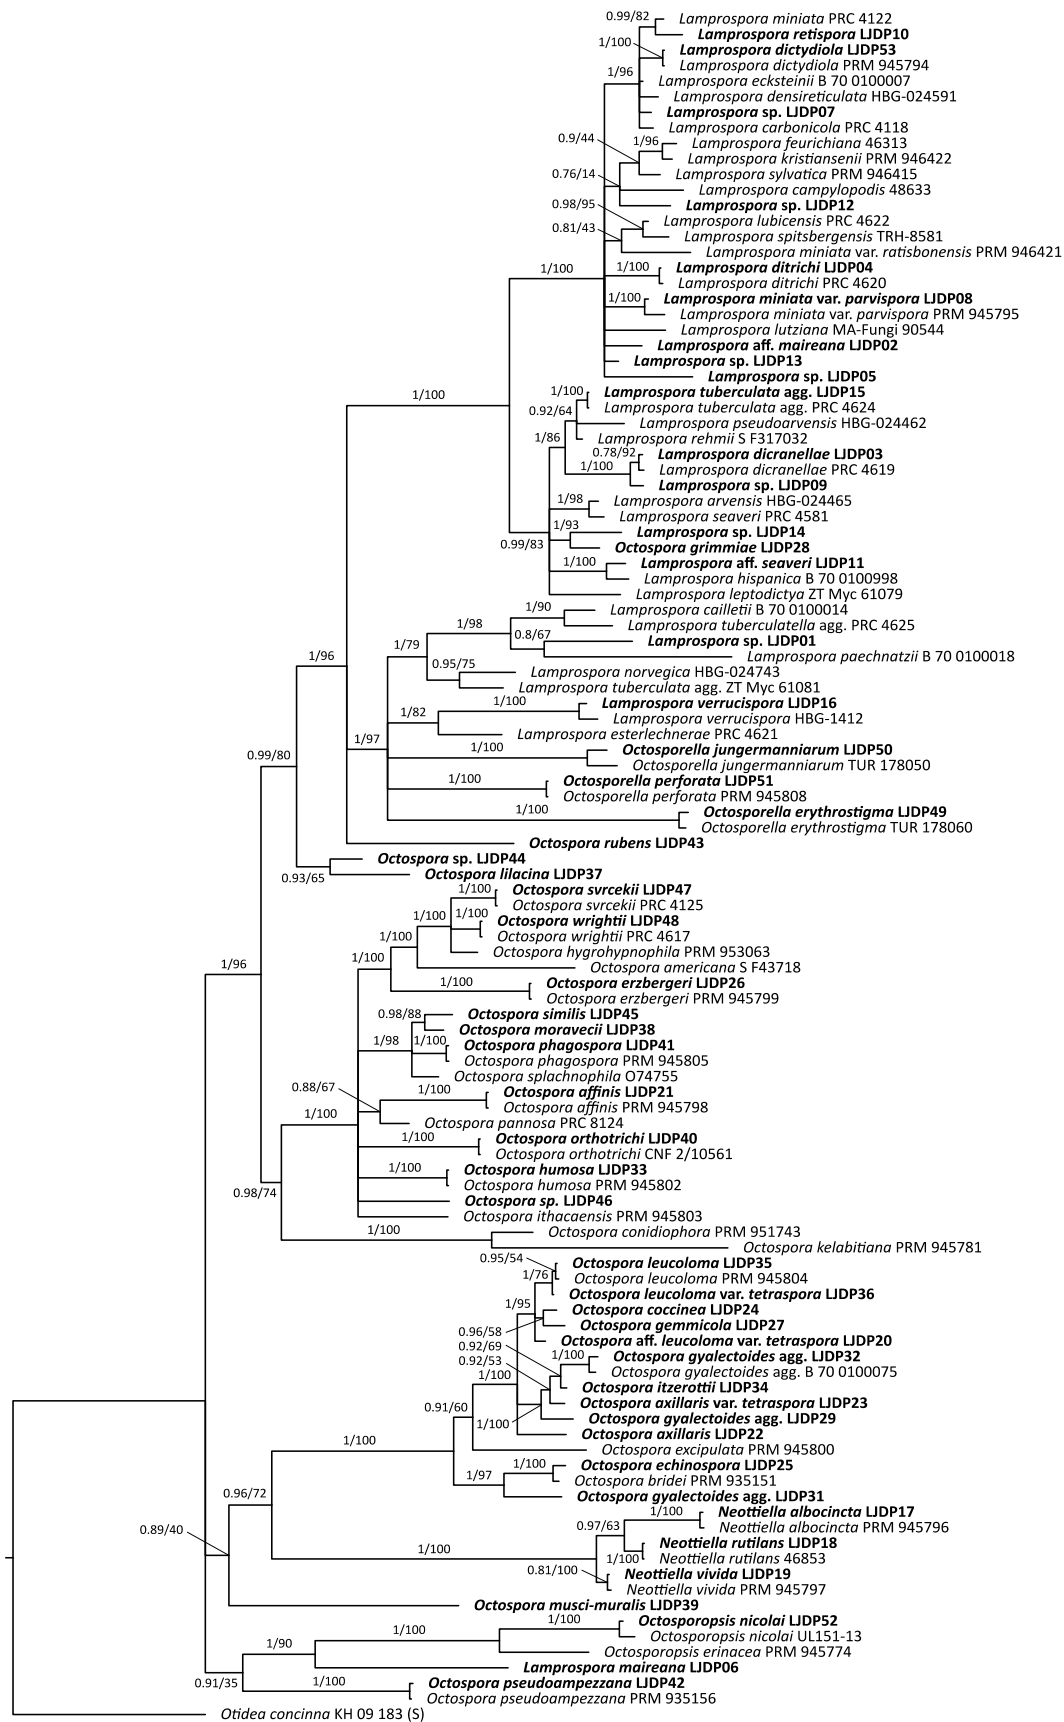 0.99/82
Lamprospora miniata PRC 4122
Lamprospora retispora LJDP10
1/100
Lamprospora dictydiola LJDP53
Lamprospora dictydiola PRM 945794
1/96
Lamprospora ecksteinii B 70 0100007
Lamprospora densireticulata HBG-024591
Lamprospora sp. LJDP07
Lamprospora carbonicola PRC 4118
0.9/44
1/96
Lamprospora feurichiana 46313
Lamprospora kristiansenii PRM 946422
0.76/14
Lamprospora sylvatica PRM 946415
Lamprospora campylopodis 48633
0.98/95
Lamprospora sp. LJDP12
0.81/43
Lamprospora lubicensis PRC 4622
Lamprospora spitsbergensis TRH-8581
Lamprospora miniata var. ratisbonensis PRM 946421
1/100
1/100
Lamprospora ditrichi LJDP04
Lamprospora ditrichi PRC 4620
1/100
Lamprospora miniata var. parvispora LJDP08
Lamprospora miniata var. parvispora PRM 945795
Lamprospora lutziana MA-Fungi 90544
Lamprospora aff. maireana LJDP02
Lamprospora sp. LJDP13
Lamprospora sp. LJDP05
1/100
1/100
Lamprospora tuberculata agg. LJDP15
0.92/64
Lamprospora tuberculata agg. PRC 4624
Lamprospora pseudoarvensis HBG-024462
1/86
Lamprospora rehmii S F317032
0.78/92
Lamprospora dicranellae LJDP03
1/100
Lamprospora dicranellae PRC 4619
Lamprospora sp. LJDP09
1/98
Lamprospora arvensis HBG-024465
Lamprospora seaveri PRC 4581
1/93
Lamprospora sp. LJDP14
0.99/83
Octospora grimmiae LJDP28
1/100
Lamprospora aff. seaveri LJDP11
Lamprospora hispanica B 70 0100998
Lamprospora leptodictya ZT Myc 61079
1/90
Lamprospora cailletii B 70 0100014
1/98
Lamprospora tuberculatella agg. PRC 4625
0.8/67
Lamprospora sp. LJDP01
1/79
Lamprospora paechnatzii B 70 0100018
1/96
0.95/75
Lamprospora norvegica HBG-024743
Lamprospora tuberculata agg. ZT Myc 61081
1/100
Lamprospora verrucispora LJDP16
1/82
Lamprospora verrucispora HBG-1412
Lamprospora esterlechnerae PRC 4621
1/97
1/100
Octosporella jungermanniarum LJDP50
0.99/80
Octosporella jungermanniarum TUR 178050
1/100
Octosporella perforata LJDP51
Octosporella perforata PRM 945808
1/100
Octosporella erythrostigma LJDP49
Octosporella erythrostigma TUR 178060
Octospora rubens LJDP43
Octospora sp. LJDP44
0.93/65
Octospora lilacina LJDP37
1/100
Octospora svrcekii LJDP47
Octospora svrcekii PRC 4125
1/100
1/100
Octospora wrightii LJDP48
Octospora wrightii PRC 4617
1/100
Octospora hygrohypnophila PRM 953063
1/100
Octospora americana S F43718
1/96
1/100
Octospora erzbergeri LJDP26
Octospora erzbergeri PRM 945799
0.98/88
Octospora similis LJDP45
Octospora moravecii LJDP38
1/98
1/100
Octospora phagospora LJDP41
Octospora phagospora PRM 945805
Octospora splachnophila O74755
0.88/67
1/100
Octospora affinis LJDP21
Octospora affinis PRM 945798
1/100
Octospora pannosa PRC 8124
1/100
Octospora orthotrichi LJDP40
Octospora orthotrichi CNF 2/10561
1/100
Octospora humosa LJDP33
Octospora humosa PRM 945802
0.98/74
Octospora sp. LJDP46
Octospora ithacaensis PRM 945803
1/100
Octospora conidiophora PRM 951743
Octospora kelabitiana PRM 945781
0.95/54
Octospora leucoloma LJDP35
1/76
Octospora leucoloma PRM 945804
Octospora leucoloma var. tetraspora LJDP36
1/95
Octospora coccinea LJDP24
0.96/58
Octospora gemmicola LJDP27
0.92/69
Octospora aff. leucoloma var. tetraspora LJDP20
0.92/53
1/100
Octospora gyalectoides agg. LJDP32
1/100
Octospora gyalectoides agg. B 70 0100075
Octospora itzerottii LJDP34
0.91/60
Octospora axillaris var. tetraspora LJDP23
1/100
Octospora gyalectoides agg. LJDP29
Octospora axillaris LJDP22
1/100
Octospora excipulata PRM 945800
1/100
Octospora echinospora LJDP25
1/97
Octospora bridei PRM 935151
0.96/72
Octospora gyalectoides agg. LJDP31
1/100
Neottiella albocincta LJDP17
0.97/63
Neottiella albocincta PRM 945796
0.89/40
Neottiella rutilans LJDP18
1/100
1/100
Neottiella rutilans 46853
0.81/100
Neottiella vivida LJDP19
Neottiella vivida PRM 945797
Octospora musci-muralis LJDP39
1/100
Octosporopsis nicolai LJDP52
1/100
Octosporopsis nicolai UL151-13
1/90
Octosporopsis erinacea PRM 945774
Lamprospora maireana LJDP06
0.91/35
1/100
Octospora pseudoampezzana LJDP42
Octospora pseudoampezzana PRM 935156
Otidea concinna KH 09 183 (S)